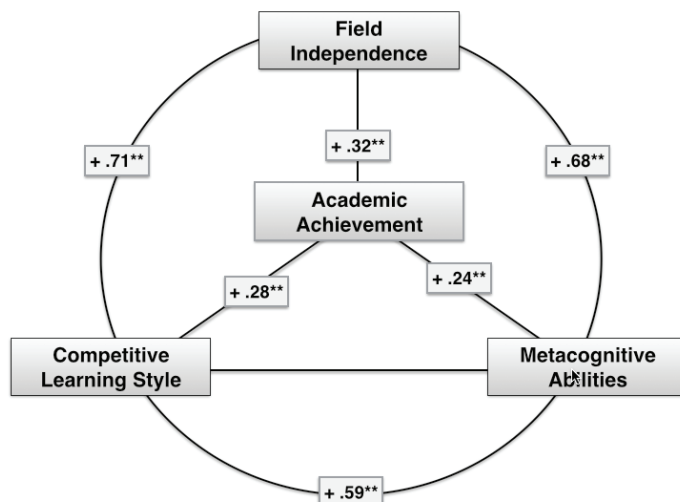 Field
Independence
+ .71**
+ .32**
+ .68**
Academic
Achievement
+ .28**
+ .24**
Competitive
Learning Style
Metacognitive
Abilities
+ .59**